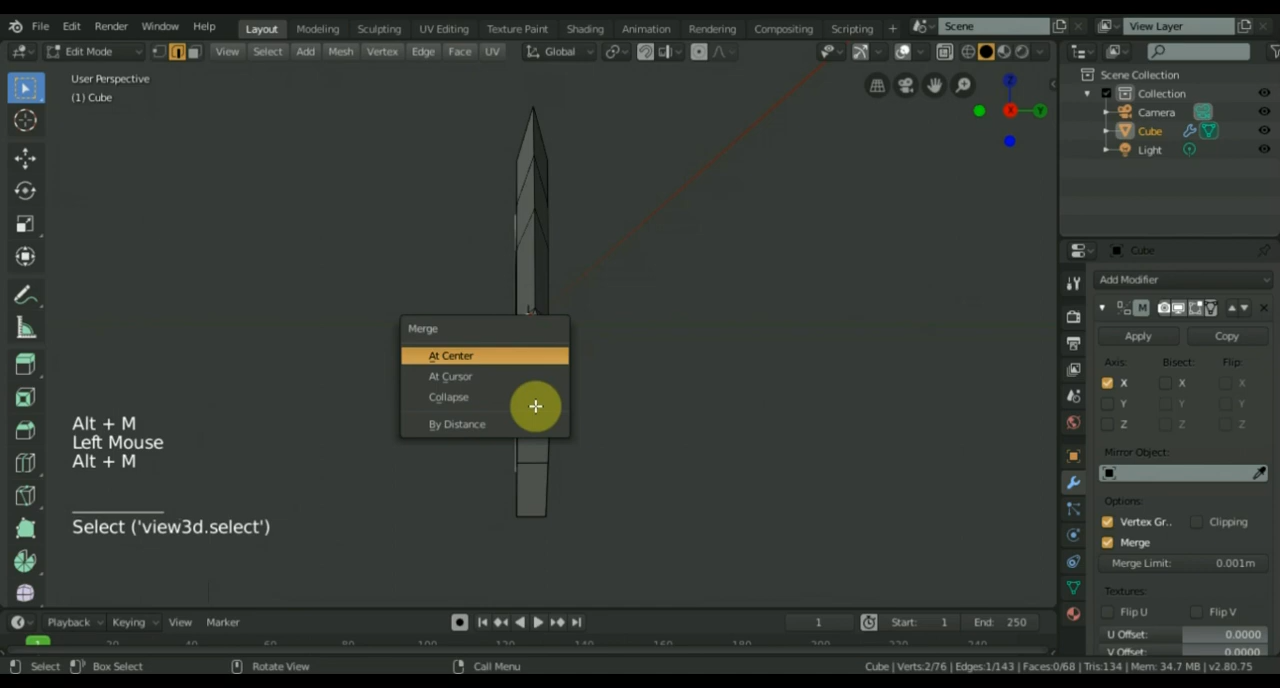 File Edit Render Window Help Layout Modeling Sculpting UV Editing Texture Paint Shading Animation Rendering Compositing Scripting + Scene View Layer
Edit Mode View Select Add Mesh Vertex Edge Face UV Global
User Perspective
(1) Cube
Z
X
Y
Scene Collection
Collection
Camera
Cube
Light
Cube
Add Modifier
M
Apply Copy
Axis: Bisect: Flip:
X X X
Y Y Y
Z Z Z
Mirror Object:
Options:
Vertex Gr.. Clipping
Merge
Merge Limit: 0.001m
Textures:
Flip U Flip V
U Offset: 0.0000
V Offset: 0.0000
Merge
At Center
At Cursor
Collapse
By Distance
Alt + M
Left Mouse
Alt + M
Select ('view3d.select')
Playback Keying View Marker 1 Start: 1 End: 250
1
Select Box Select Rotate View Call Menu Cube | Verts:2/76 | Edges:1/143 | Faces:0/68 | Tris:134 | Mem: 34.7 MB | v2.80.75